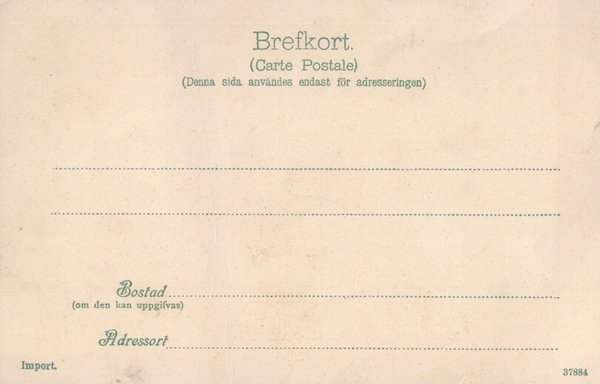 Brefkort.
(Carte Postale)
(Denna sida användes endast för adresseringen)
Bostad
(om den kan uppgifvas)
Adressort
Import.
37884